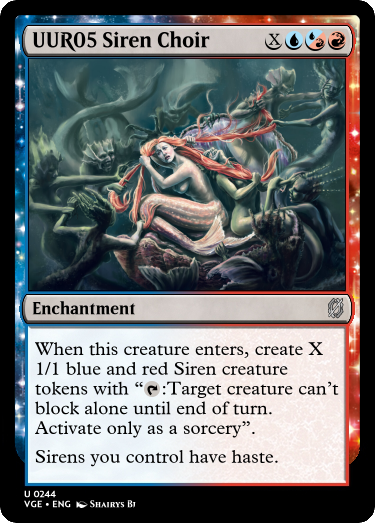 UUR05 Siren Choir X
Enchantment
When this creature enters, create X
1/1 blue and red Siren creature
tokens with “:Target creature can’t
block alone until end of turn.
Activate only as a sorcery”.
Sirens you control have haste.
U 0244
VGE • ENG Shairys Bi